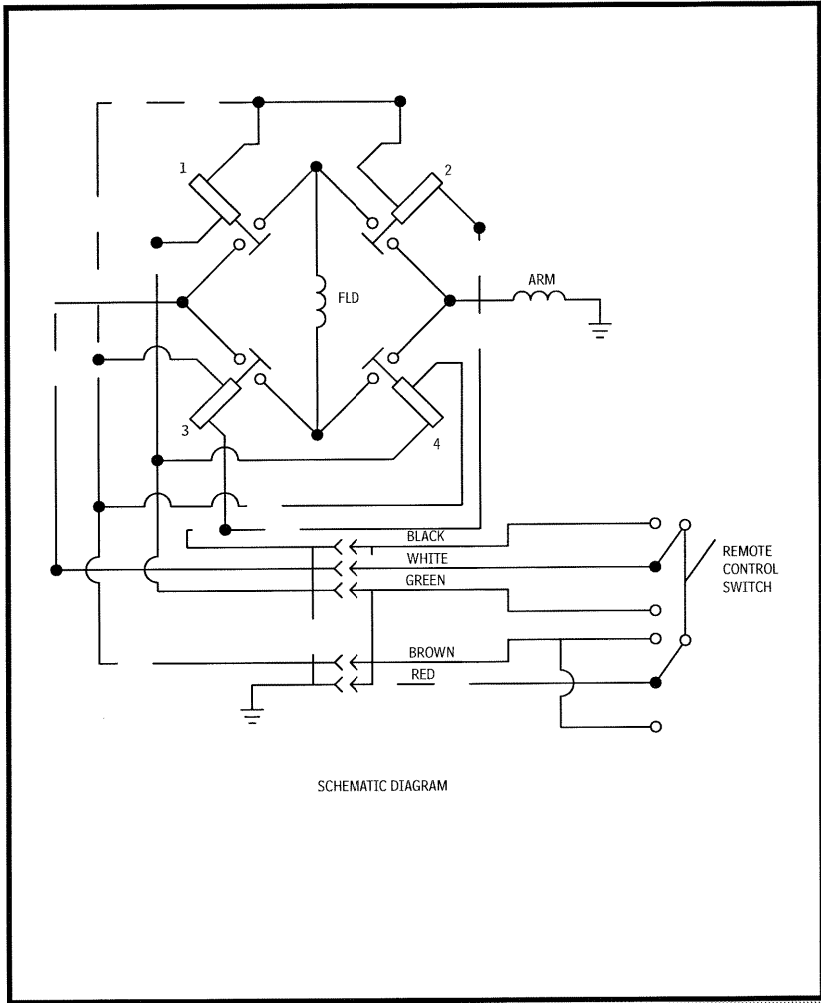 1
2
ARM
FLD
3
4
BLACK
WHITE
GREEN
REMOTE
CONTROL
SWITCH
BROWN
RED
SCHEMATIC DIAGRAM